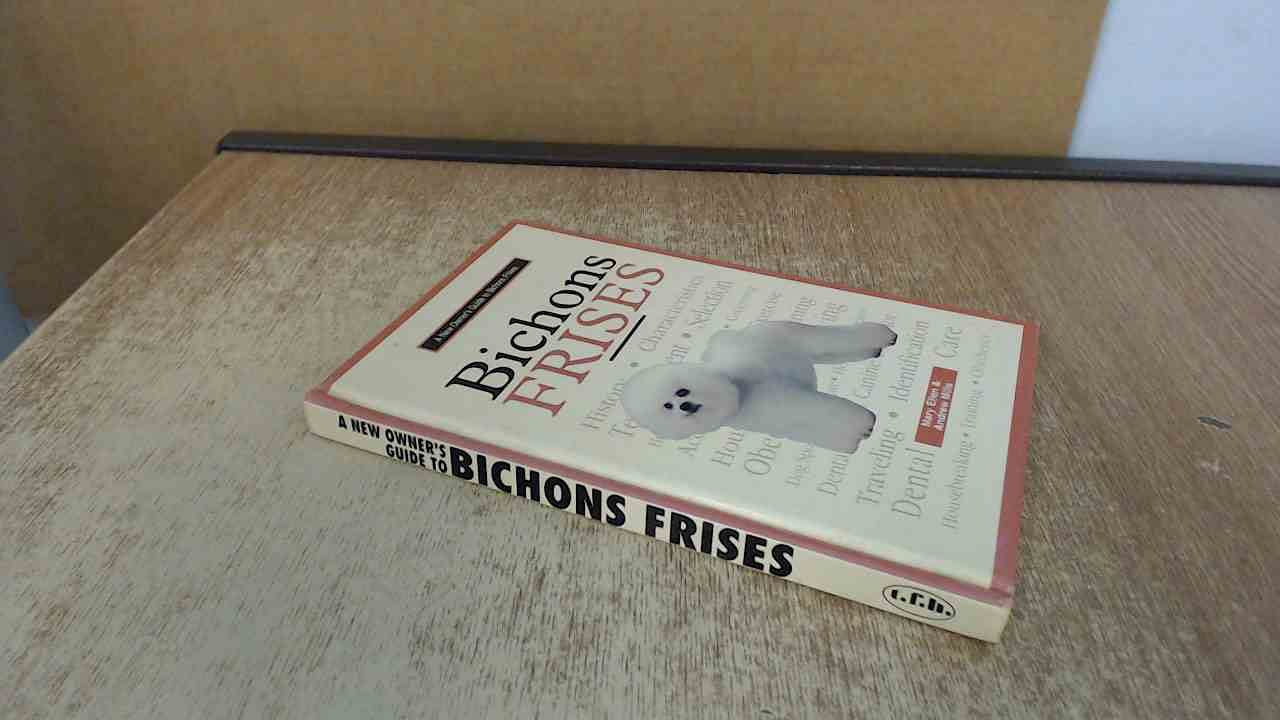 A New Owner's Guide to Bichons Frises
Bichons
FRISES
History • Characteristics
Selection
Identification
Traveling •
Dental Care
Housebreaking • Training •
Mary Ellen &
Andrew Mills
A NEW OWNER'S
GUIDE TO
BICHONS FRISES
t.f.h.